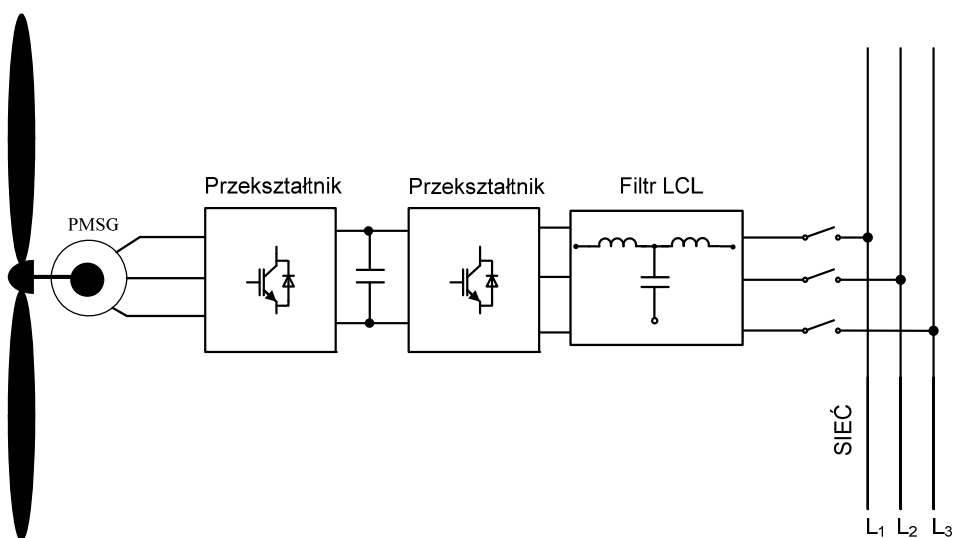 Przekształtnik
Przekształtnik
Filtr LCL
PMSG
SIEĆ
L₁ L₂ L₃